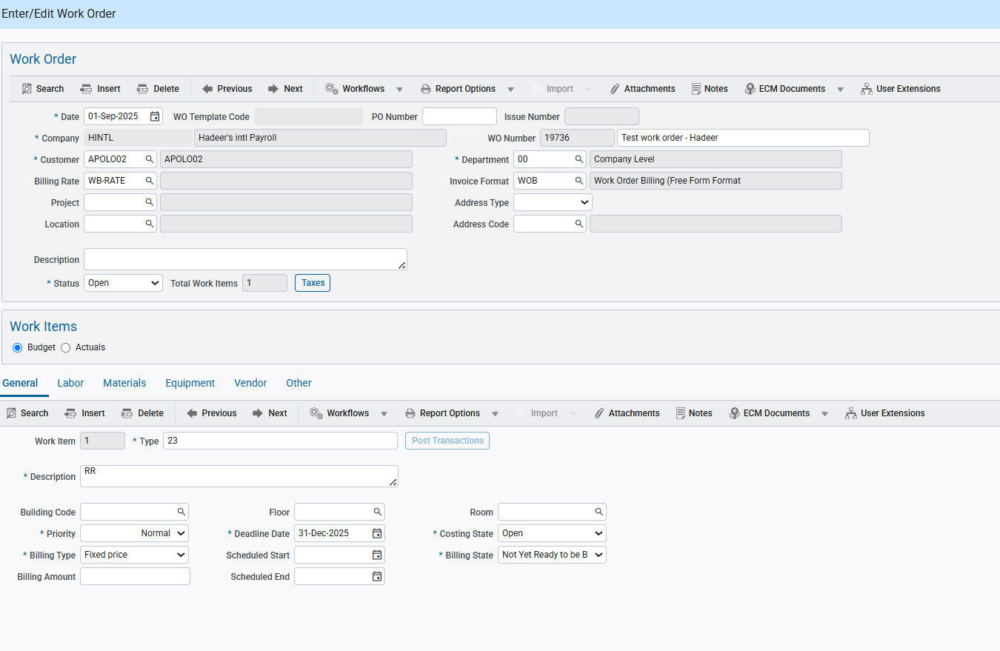 Enter/Edit Work Order
Work Order
Search Insert Delete Previous Next Workflows Report Options Import Attachments Notes ECM Documents User Extensions
* Date 01-Sep-2025 WO Template Code PO Number Issue Number
* Company HINTL Hadeer's intl Payroll WO Number 19736 Test work order - Hadeer
* Customer APOLO02 APOLO02 * Department 00 Company Level
Billing Rate WB-RATE Invoice Format WOB Work Order Billing (Free Form Format
Project Address Type
Location Address Code
Description
* Status Open Total Work Items 1 Taxes
Work Items
Budget Actuals
General Labor Materials Equipment Vendor Other
Search Insert Delete Previous Next Workflows Report Options Import Attachments Notes ECM Documents User Extensions
Work Item 1 * Type 23 Post Transactions
* Description RR
Building Code Floor Room
* Priority Normal * Deadline Date 31-Dec-2025 * Costing State Open
* Billing Type Fixed price Scheduled Start * Billing State Not Yet Ready to be B
Billing Amount Scheduled End